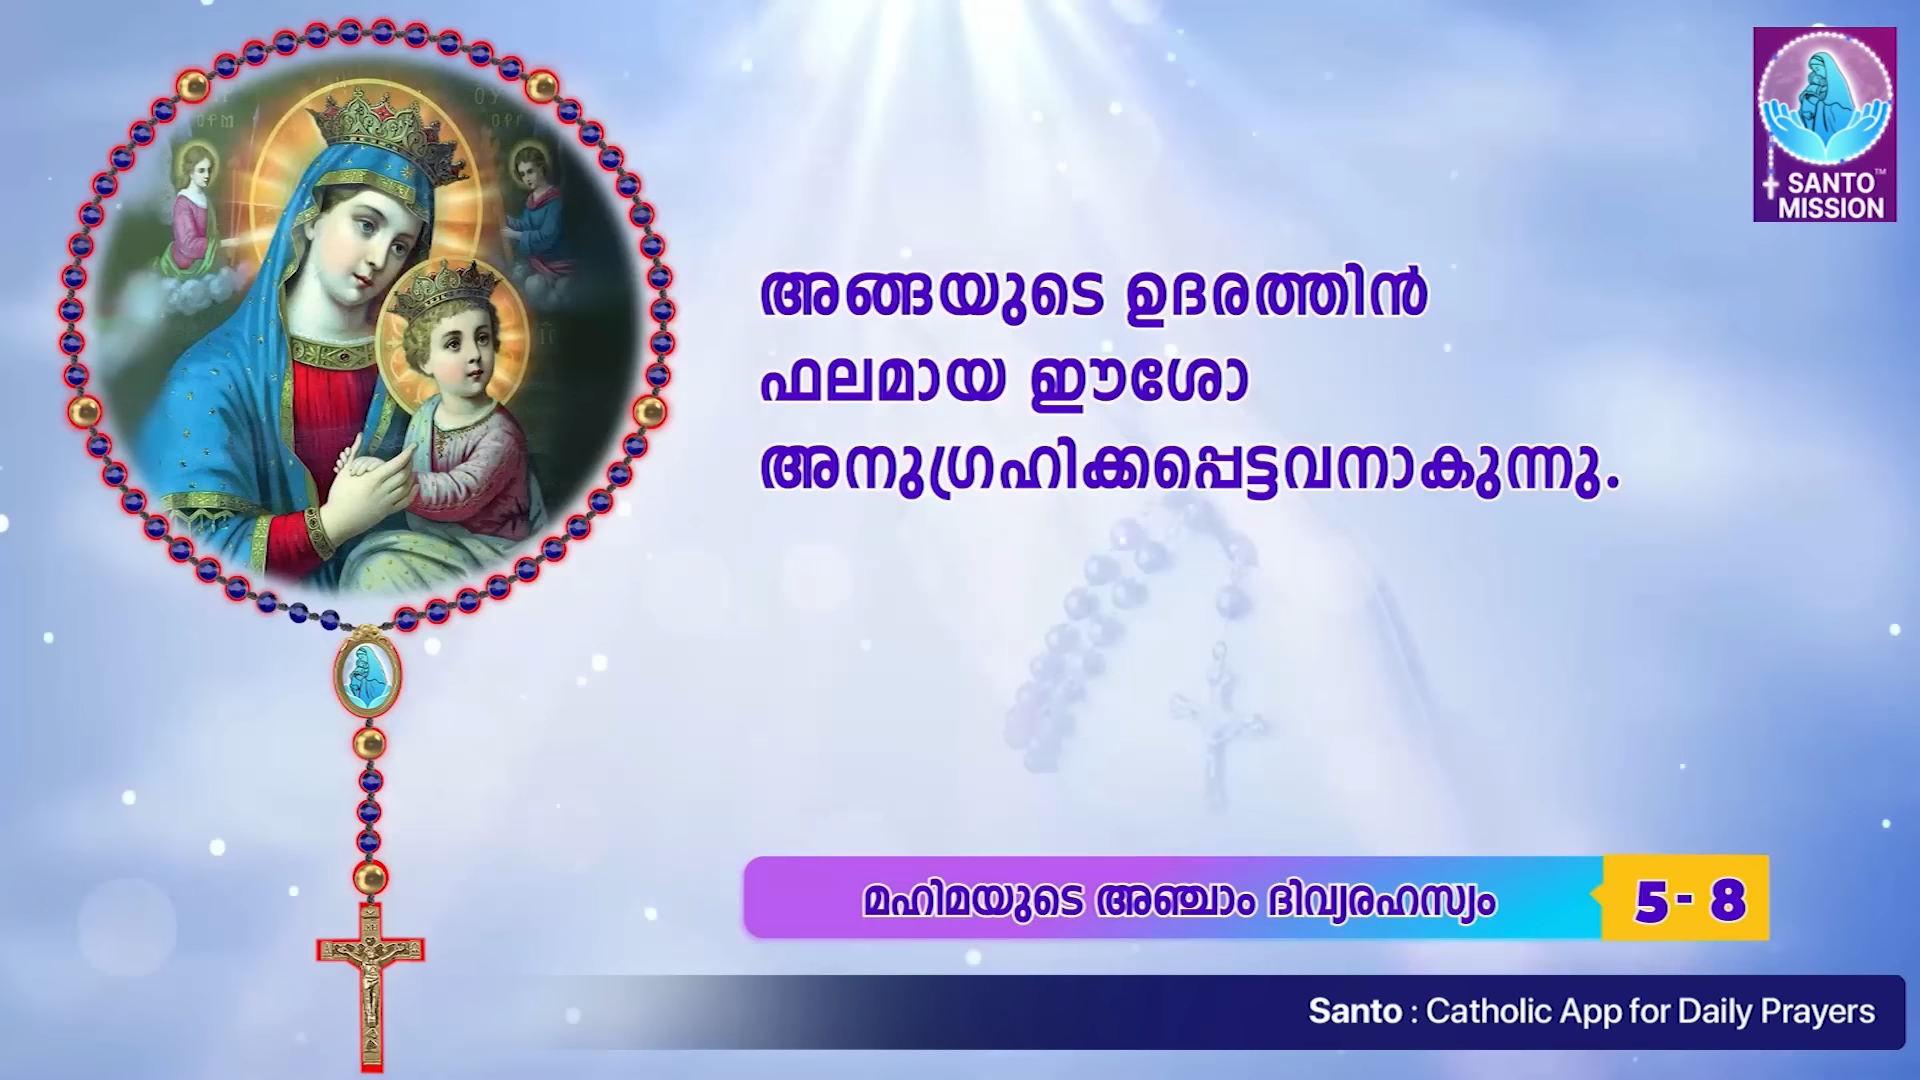 SANTO™
MISSION
അങ്ങയുടെ ഉദരത്തിൻ
ഫലമായ ഈശോ
അനുഗ്രഹിക്കപ്പെട്ടവനാകുന്നു.
മഹിമയുടെ അഞ്ചാം ദിവ്യരഹസ്യം
5- 8
Santo : Catholic App for Daily Prayers